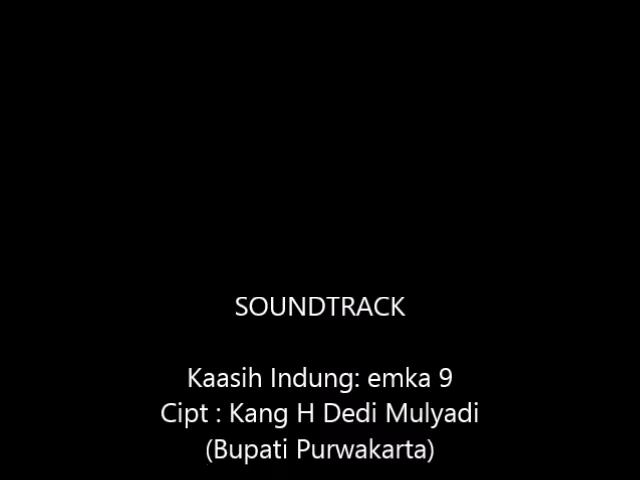 SOUNDTRACK
Kaasih Indung: emka 9
Cipt : Kang H Dedi Mulyadi
(Bupati Purwakarta)